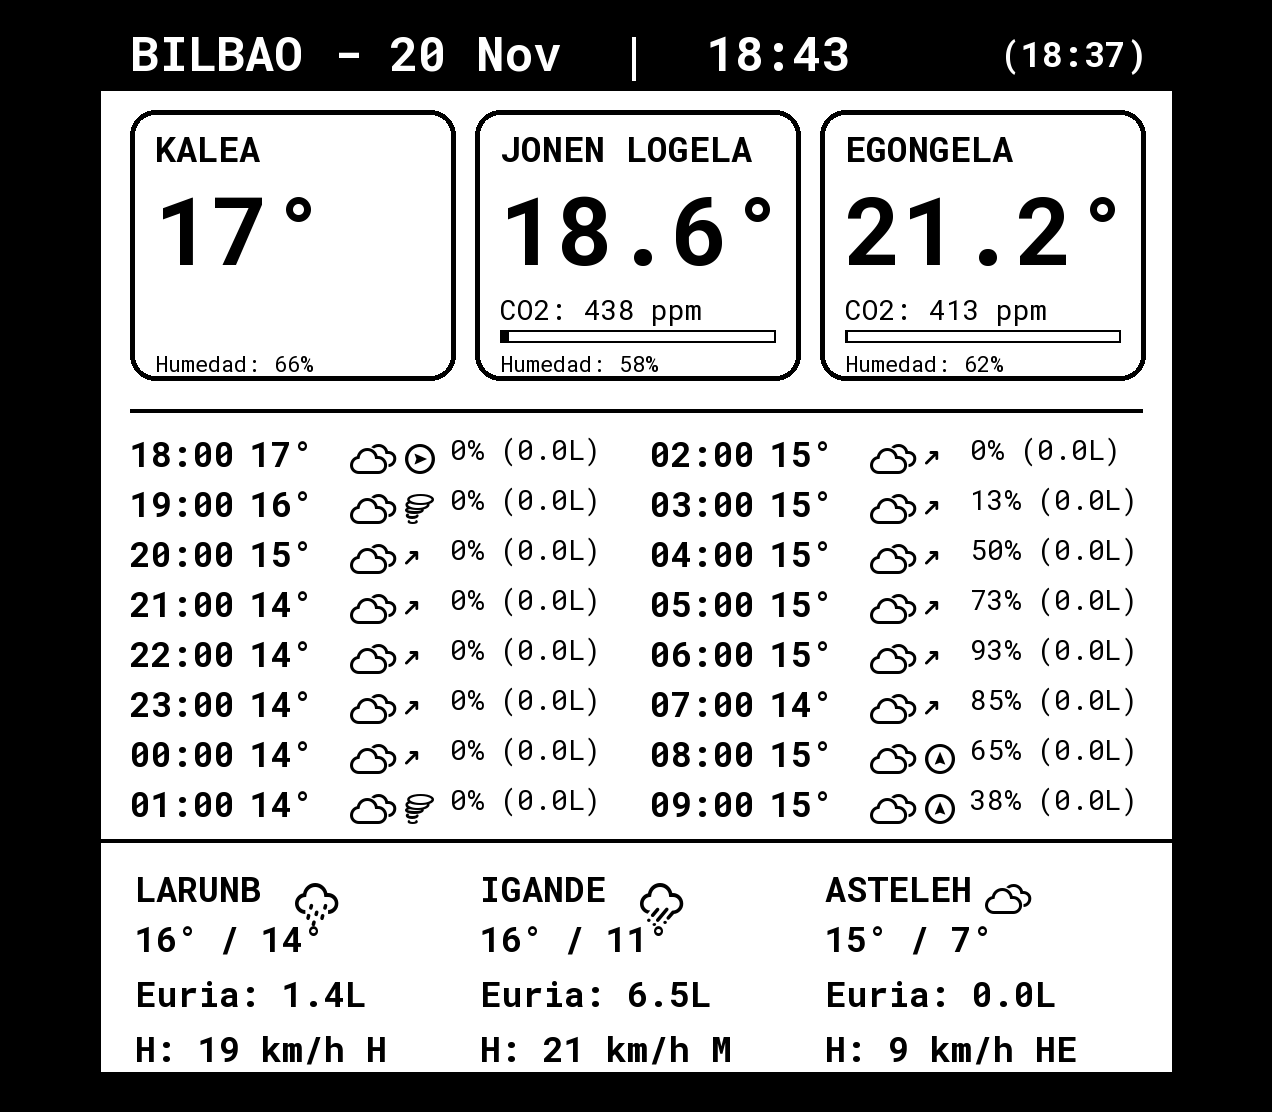 BILBAO - 20 Nov | 18:43 (18:37)
KALEA
17°
Humedad: 66%
JONEN LOGELA
18.6°
CO2: 438 ppm
Humedad: 58%
EGONGELA
21.2°
CO2: 413 ppm
Humedad: 62%
18:00 17° 0% (0.0L)
19:00 16° 0% (0.0L)
20:00 15° 0% (0.0L)
21:00 14° 0% (0.0L)
22:00 14° 0% (0.0L)
23:00 14° 0% (0.0L)
00:00 14° 0% (0.0L)
01:00 14° 0% (0.0L)
02:00 15° 0% (0.0L)
03:00 15° 13% (0.0L)
04:00 15° 50% (0.0L)
05:00 15° 73% (0.0L)
06:00 15° 93% (0.0L)
07:00 14° 85% (0.0L)
08:00 15° 65% (0.0L)
09:00 15° 38% (0.0L)
LARUNB
16° / 14°
Euria: 1.4L
H: 19 km/h H
IGANDE
16° / 11°
Euria: 6.5L
H: 21 km/h M
ASTELEH
15° / 7°
Euria: 0.0L
H: 9 km/h HE